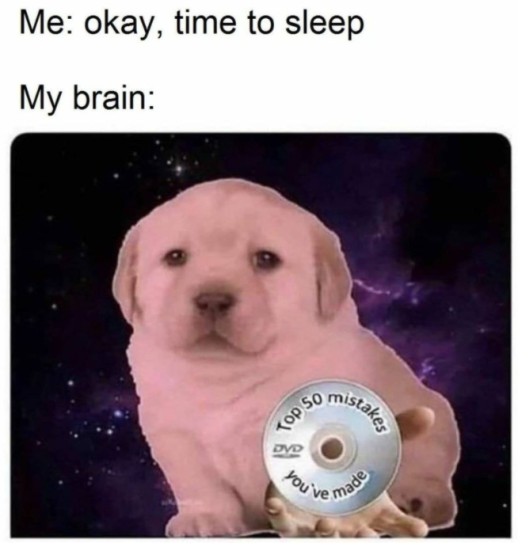 Me: okay, time to sleep
My brain:
Top 50 mistakes
DVD
you've made